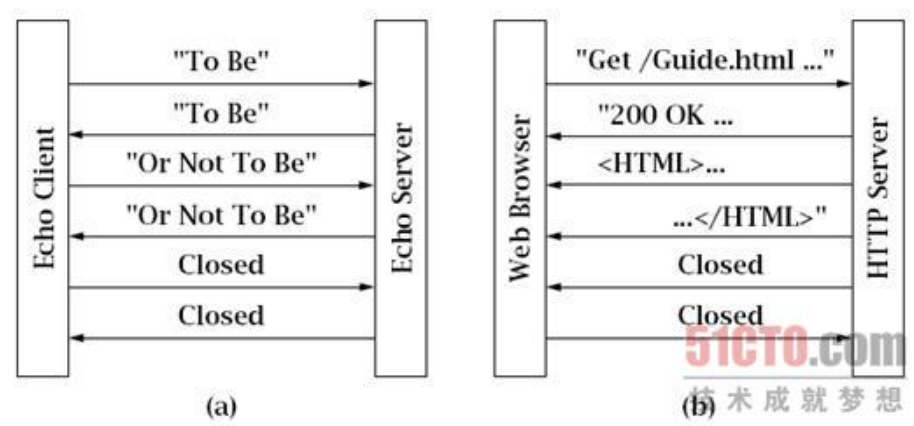 Echo Client
"To Be"
"To Be"
"Or Not To Be"
"Or Not To Be"
Closed
Closed
Echo Server
(a)
Web Browser
"Get /Guide.html ..."
"200 OK ...
<HTML>...
...</HTML>"
Closed
Closed
HTTP Server
(b)
51CTO.com
技术成就梦想